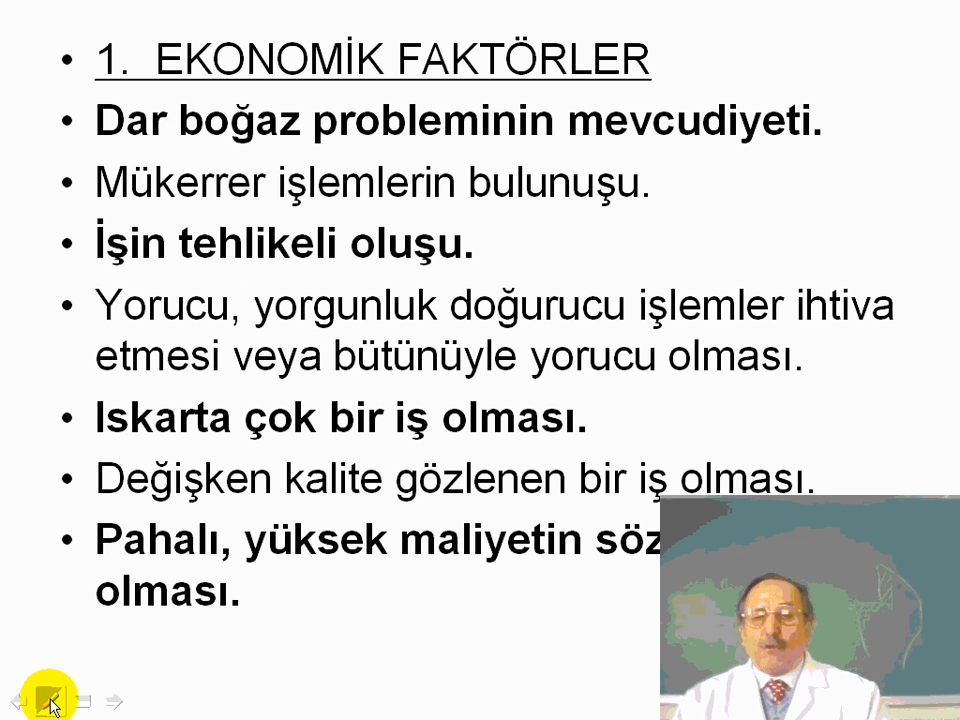 • 1. EKONOMİK FAKTÖRLER
• Dar boğaz probleminin mevcudiyeti.
• Mükerrer işlemlerin bulunuşu.
• İşin tehlikeli oluşu.
• Yorucu, yorgunluk doğurucu işlemler ihtiva
etmesi veya bütünüyle yorucu olması.
• Iskarta çok bir iş olması.
• Değişken kalite gözlenen bir iş olması.
• Pahalı, yüksek maliyetin söz
olması.